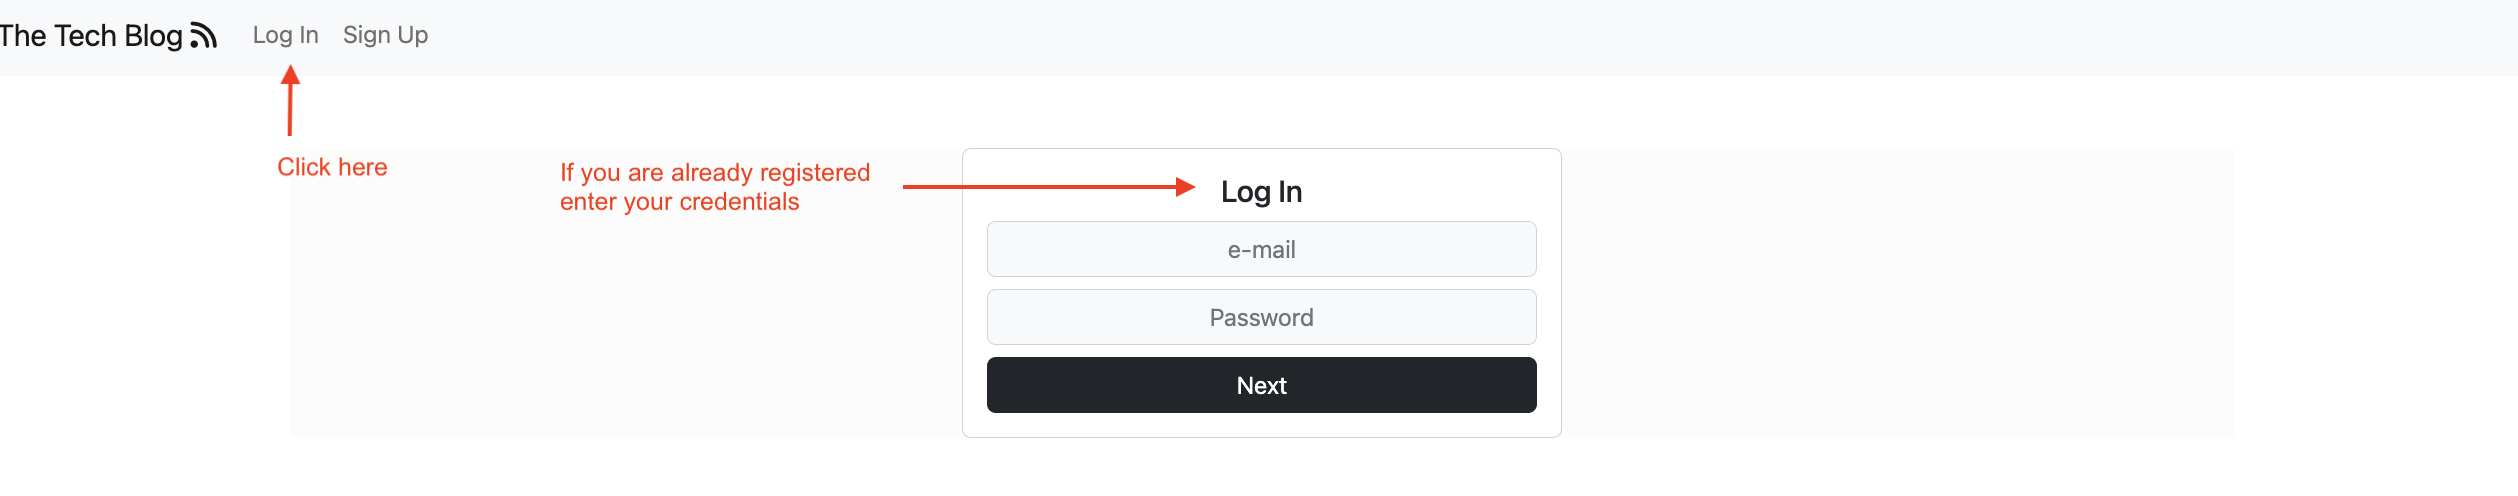 The Tech Blog
Log In
Sign Up
Click here
If you are already registered
enter your credentials
Log In
e-mail
Password
Next